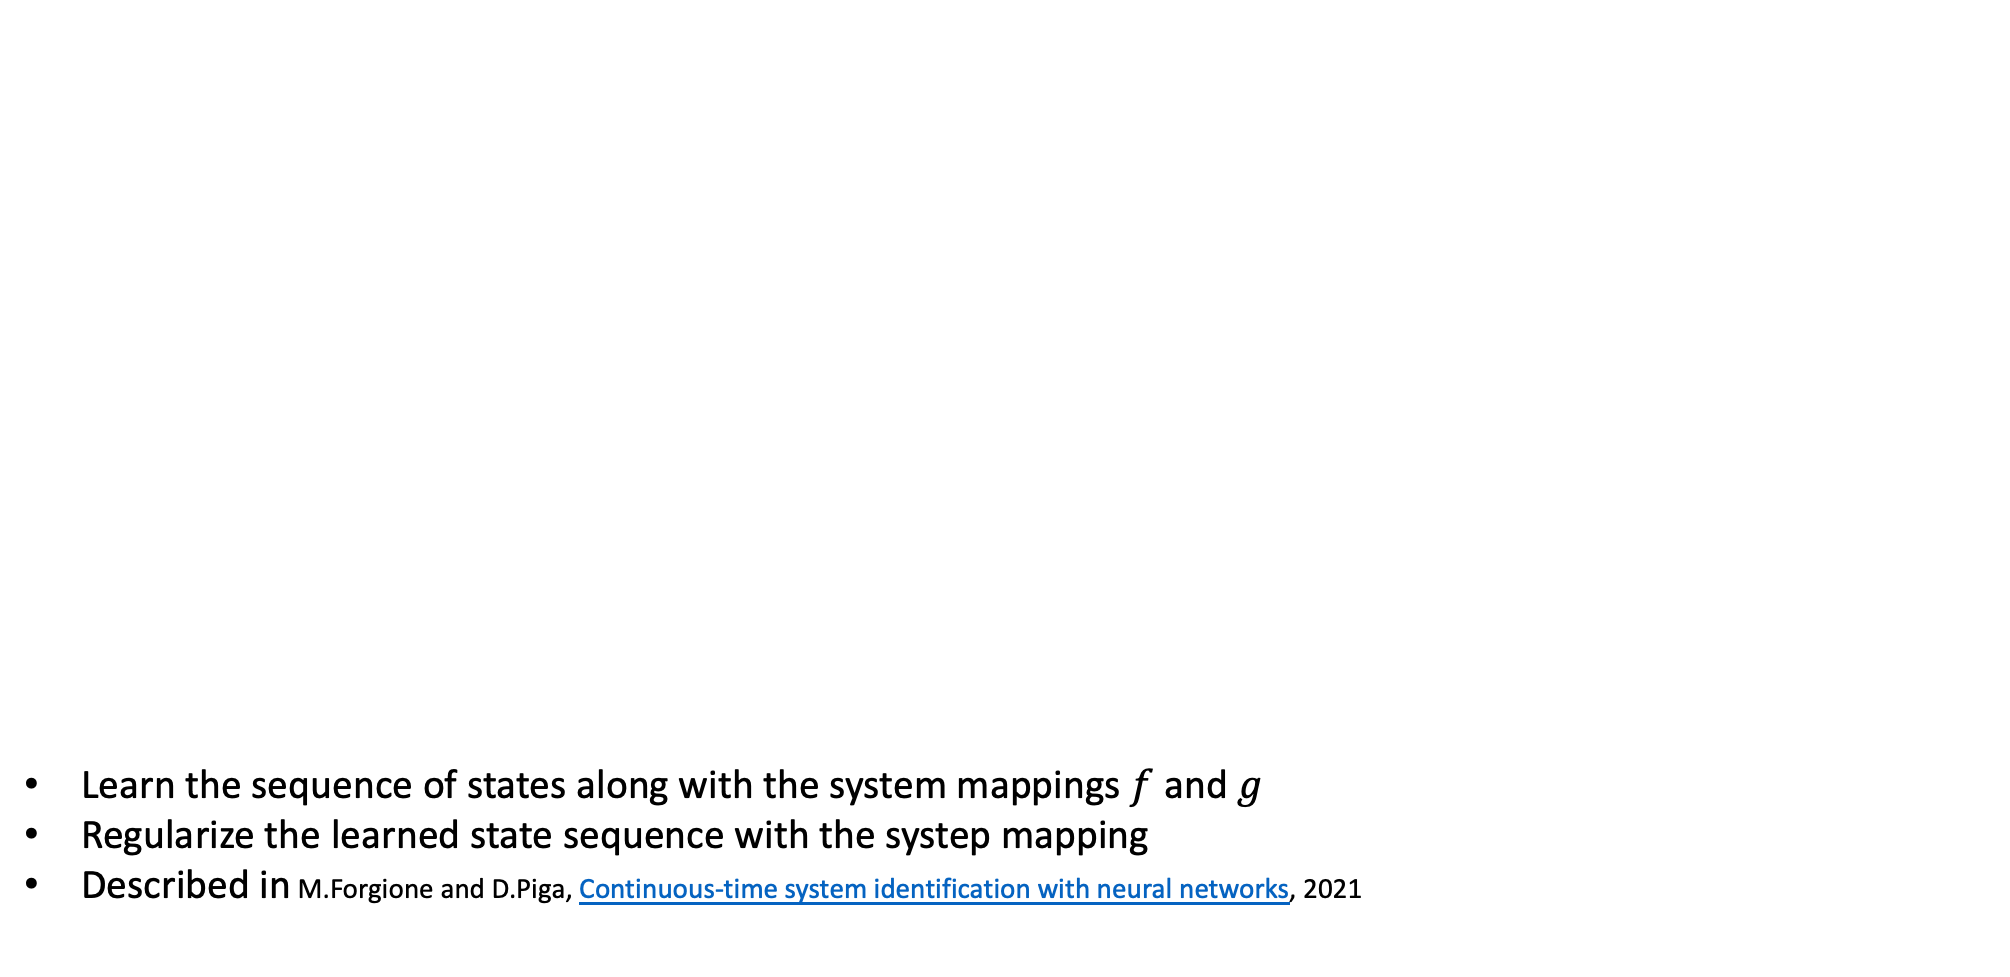 • Learn the sequence of states along with the system mappings 𝑓 and 𝑔
• Regularize the learned state sequence with the systep mapping
• Described in M.Forgione and D.Piga, Continuous-time system identification with neural networks, 2021